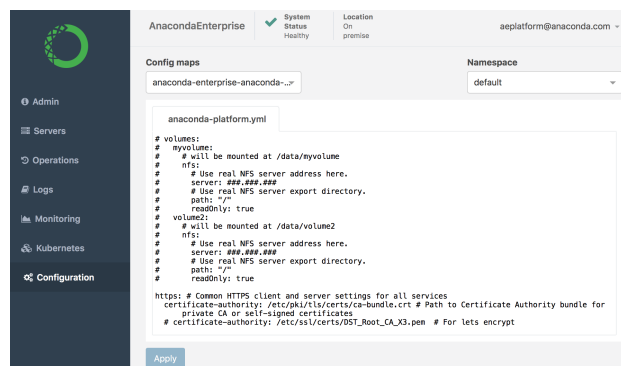 AnacondaEnterprise
System
Status
Healthy
Location
On
premise
aeplatform@anaconda.com
Config maps
Namespace
anaconda-enterprise-anaconda-...
default
Admin
Servers
Operations
Logs
Monitoring
Kubernetes
Configuration
anaconda-platform.yml
# volumes:
#   myvolume:
#     # will be mounted at /data/myvolume
#     nfs:
#       # Use real NFS server address here.
#       server: ###.###.###
#       # Use real NFS server export directory.
#       path: "/"
#       readOnly: true
#   volume2:
#     # will be mounted at /data/volume2
#     nfs:
#       # Use real NFS server address here.
#       server: ###.###.###
#       # Use real NFS server export directory.
#       path: "/"
#       readOnly: true
https: # Common HTTPS client and server settings for all services
  certificate-authority: /etc/pki/tls/certs/ca-bundle.crt # Path to Certificate Authority bundle for
      private CA or self-signed certificates
  # certificate-authority: /etc/ssl/certs/DST_Root_CA_X3.pem  # For lets encrypt
Apply